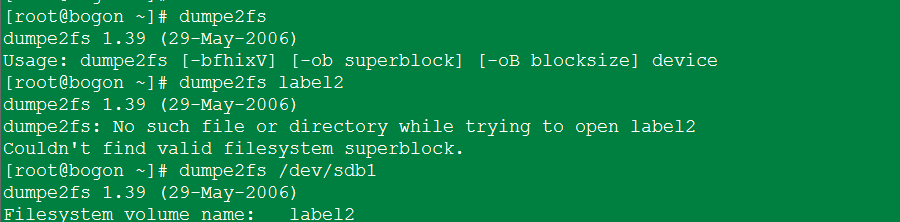 [root@bogon ~]# dumpe2fs
dumpe2fs 1.39 (29-May-2006)
Usage: dumpe2fs [-bfhixV] [-ob superblock] [-oB blocksize] device
[root@bogon ~]# dumpe2fs label2
dumpe2fs 1.39 (29-May-2006)
dumpe2fs: No such file or directory while trying to open label2
Couldn't find valid filesystem superblock.
[root@bogon ~]# dumpe2fs /dev/sdb1
dumpe2fs 1.39 (29-May-2006)
Filesystem volume name:   label2